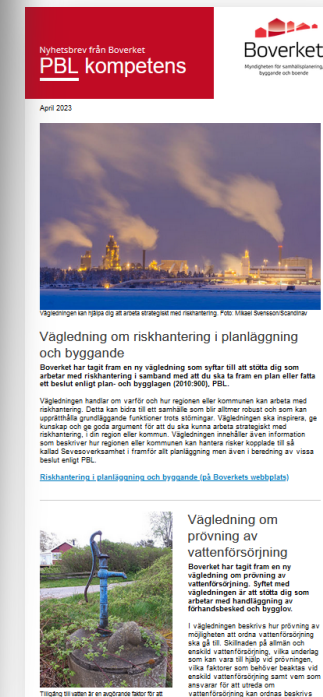 Nyhetsbrev från Boverket
PBL kompetens
Boverket
Myndigheten för samhällsplanering,
byggande och boende
April 2023
Vägledningen kan hjälpa dig att arbeta strategiskt med riskhantering. Foto: Mikael Svensson/Scandinav
Vägledning om riskhantering i planläggning
och byggande
Boverket har tagit fram en ny vägledning som syftar till att stötta dig som
arbetar med riskhantering i samband med att du ska ta fram en plan eller fatta
ett beslut enligt plan- och bygglagen (2010:900), PBL.
Vägledningen handlar om varför och hur regionen eller kommunen kan arbeta med
riskhantering. Detta kan bidra till ett samhälle som blir alltmer robust och som kan
upprätthålla grundläggande funktioner trots störningar. Vägledningen ska inspirera, ge
kunskap och ge goda argument för att du ska kunna arbeta strategiskt med
riskhantering, i din region eller kommun. Vägledningen innehåller även information
som beskriver hur regionen eller kommunen kan hantera risker kopplade till så
kallad Sevesoverksamhet i framför allt planläggning men även i beredning av vissa
beslut enligt PBL.
Riskhantering i planläggning och byggande (på Boverkets webbplats)
Vägledning om
prövning av
vattenförsörjning
Boverket har tagit fram en ny
vägledning om prövning av
vattenförsörjning. Syftet med
vägledningen är att stötta dig som
arbetar med handläggning av
förhandsbesked och bygglov.
I vägledningen beskrivs hur prövning av
möjligheten att ordna vattenförsörjning
ska gå till. Skillnaden på allmän och
enskild vattenförsörjning, vilka underlag
som kan vara till hjälp vid prövningen,
vilka faktorer som behöver beaktas vid
enskild vattenförsörjning samt vem som
ansvarar för att utreda om
vattenförsörjning kan ordnas beskrivs
Tillgång till vatten är en avgörande faktor för att